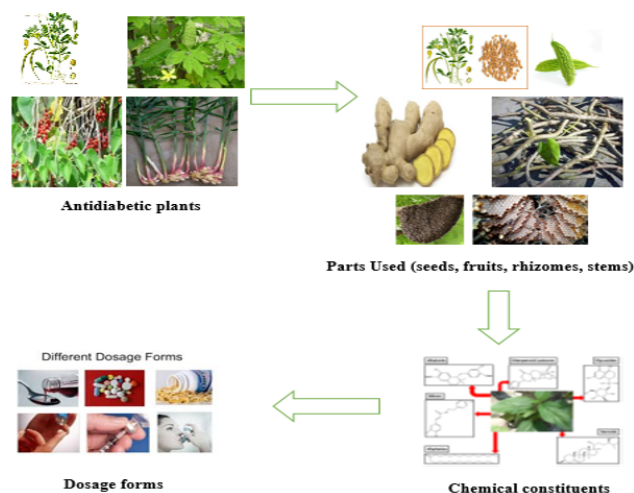 Antidiabetic plants
Parts Used (seeds, fruits, rhizomes, stems)
Different Dosage Forms
Dosage forms
Chemical constituents